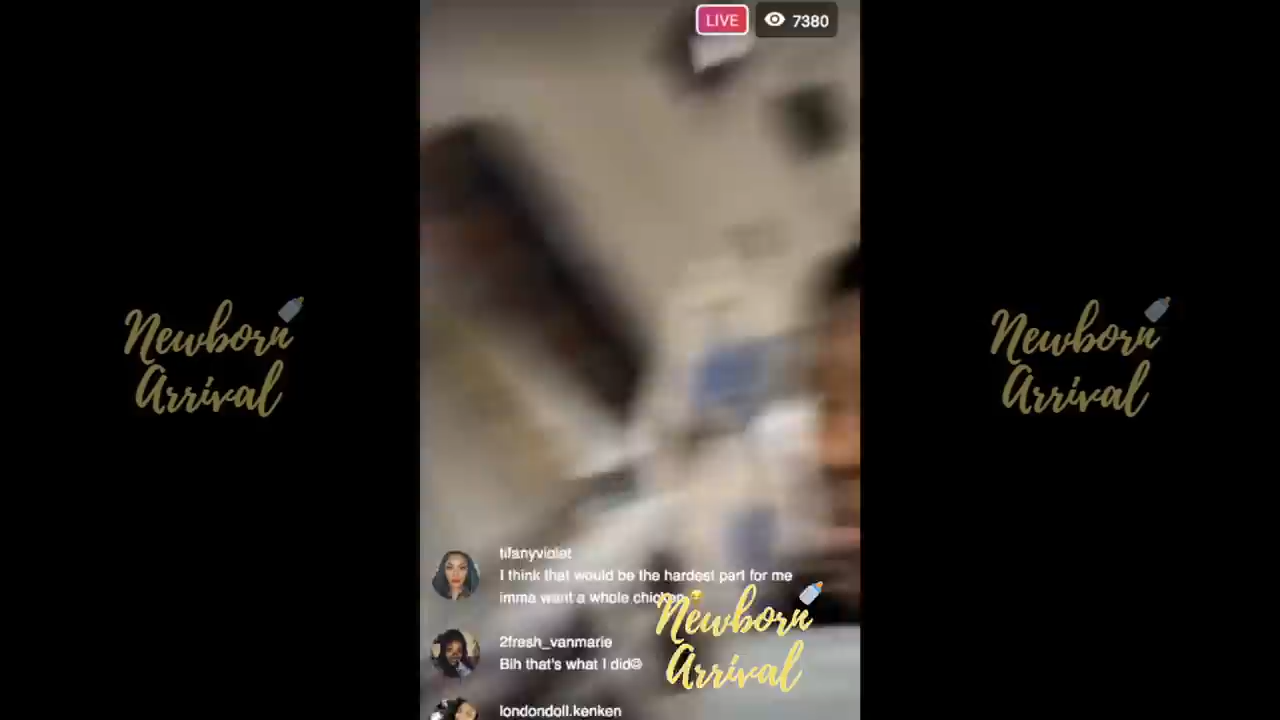 LIVE 7380
Newborn
Arrival
Newborn
Arrival
tifanyviolet
I think that would be the hardest part for me
imma want a whole chicken
2fresh_vanmarie
Bih that's what I did
Newborn
Arrival
londondoll.kenken